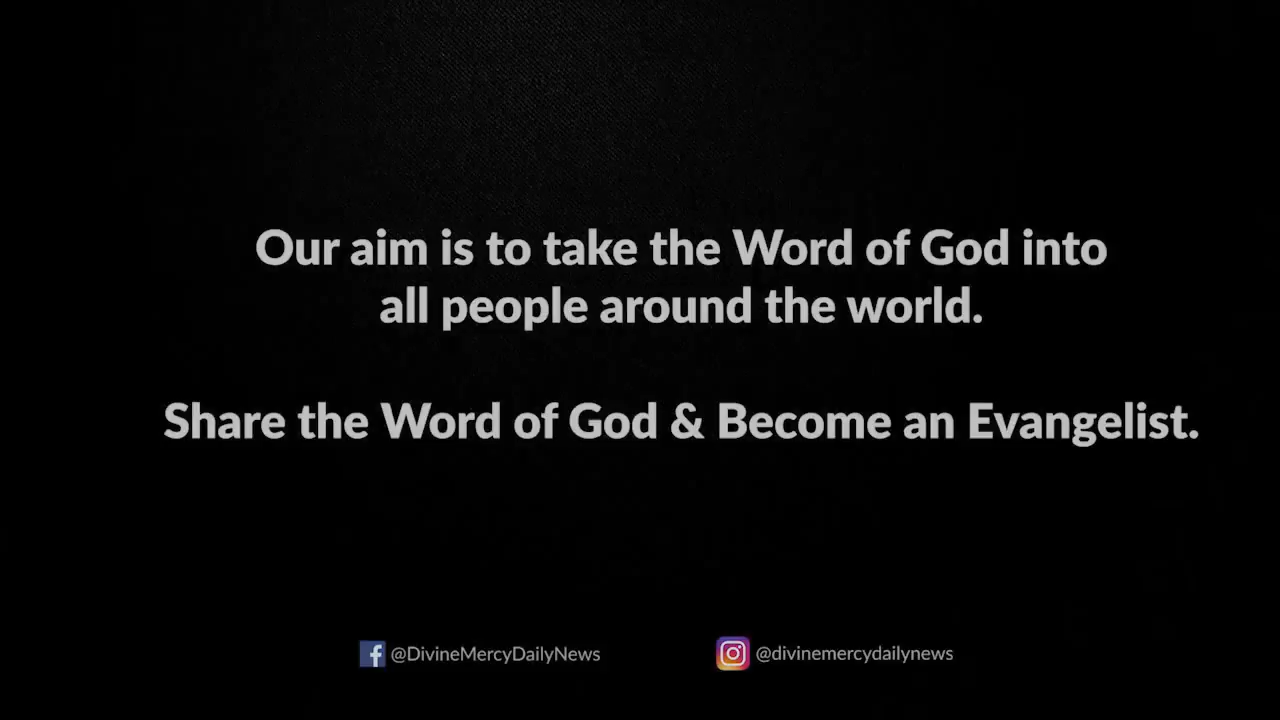 Our aim is to take the Word of God into
all people around the world.
Share the Word of God & Become an Evangelist.
@DivineMercyDailyNews
@divinemercydailynews